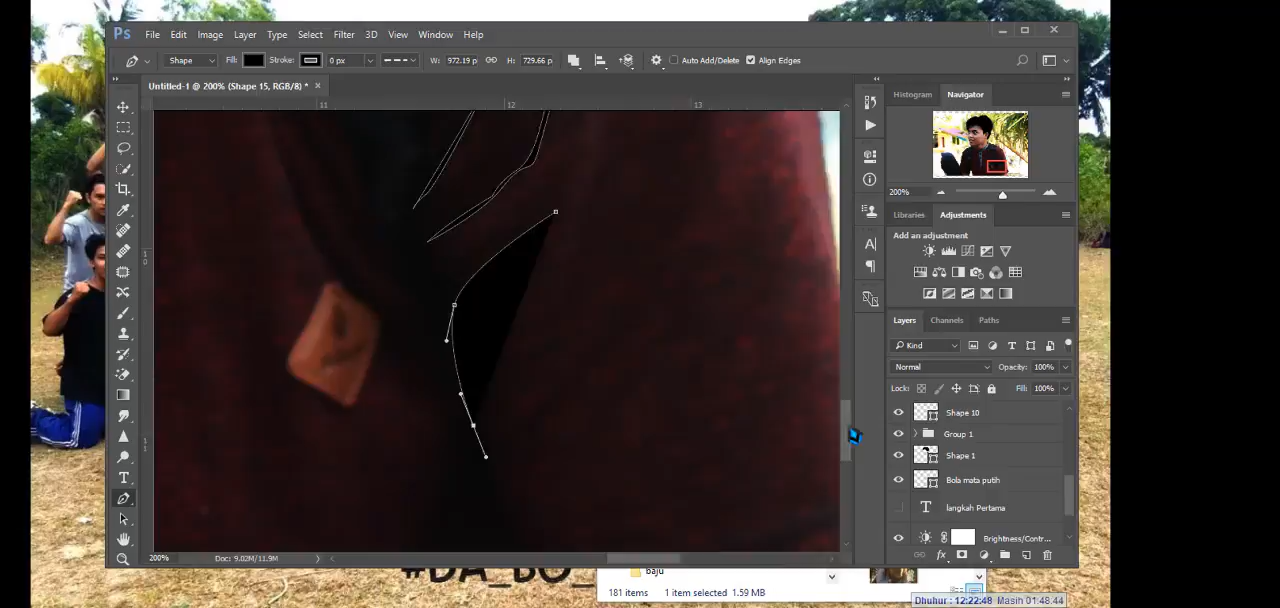 Ps File Edit Image Layer Type Select Filter 3D View Window Help
Shape Fill: Stroke: 0 px W: 972.19 p H: 729.66 p Auto Add/Delete Align Edges
Untitled-1 @ 200% (Shape 15, RGB/8) * ×
Histogram Navigator
11 12 13
200%
Libraries Adjustments
Add an adjustment
Layers Channels Paths
Kind
Normal Opacity: 100%
Lock: Fill: 100%
Shape 10
Group 1
Shape 1
Bola mata putih
langkah Pertama
Brightness/Contr...
200% Doc: 9.02M/11.9M
#DA_BO_
baju
181 items 1 item selected 1.59 MB
Dhuhur : 12:22:48 Masih 01:48.44